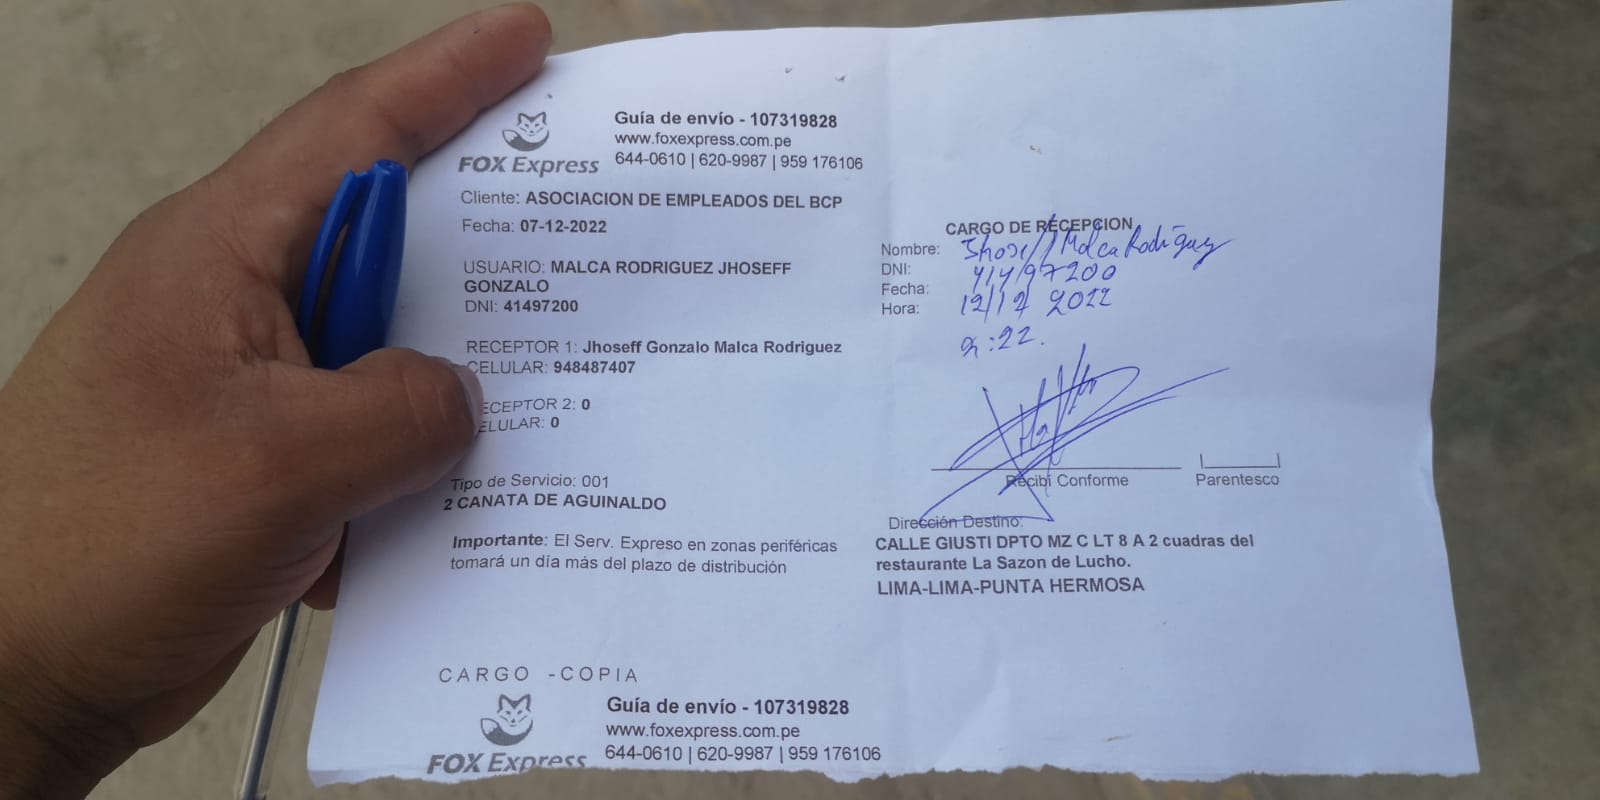 Guía de envío - 107319828
www.foxexpress.com.pe
FOX Express
644-0610 | 620-9987 | 959 176106
Cliente: ASOCIACION DE EMPLEADOS DEL BCP
Fecha: 07-12-2022
USUARIO: MALCA RODRIGUEZ JHOSEFF
GONZALO
DNI: 41497200
RECEPTOR 1: Jhoseff Gonzalo Malca Rodriguez
CELULAR: 948487407
ECEPTOR 2: 0
ELULAR: 0
Tipo de Servicio: 001
2 CANATA DE AGUINALDO
Importante: El Serv. Expreso en zonas periféricas
tomará un día más del plazo de distribución
CARGO DE RECEPCION
Nombre: Jhoseff Malca Rodriguez
DNI: 41497200
Fecha: 12/12 2022
Hora: 2:22.
Recibí Conforme
Parentesco
Dirección Destino:
CALLE GIUSTI DPTO MZ C LT 8 A 2 cuadras del
restaurante La Sazon de Lucho.
LIMA-LIMA-PUNTA HERMOSA
CARGO -COPIA
Guía de envío - 107319828
www.foxexpress.com.pe
FOX Express
644-0610 | 620-9987 | 959 176106